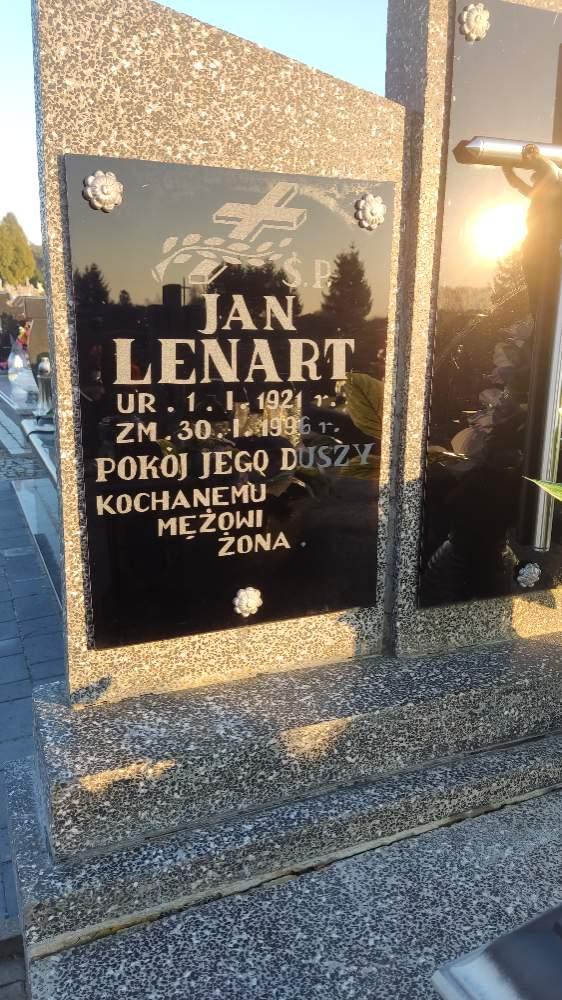 Ś.P.
JAN
LENART
UR. 1. I. 1921 r.
ZM. 30. I. 1996 r.
POKÓJ JEGO DUSZY
KOCHANEMU
MĘŻOWI
ŻONA